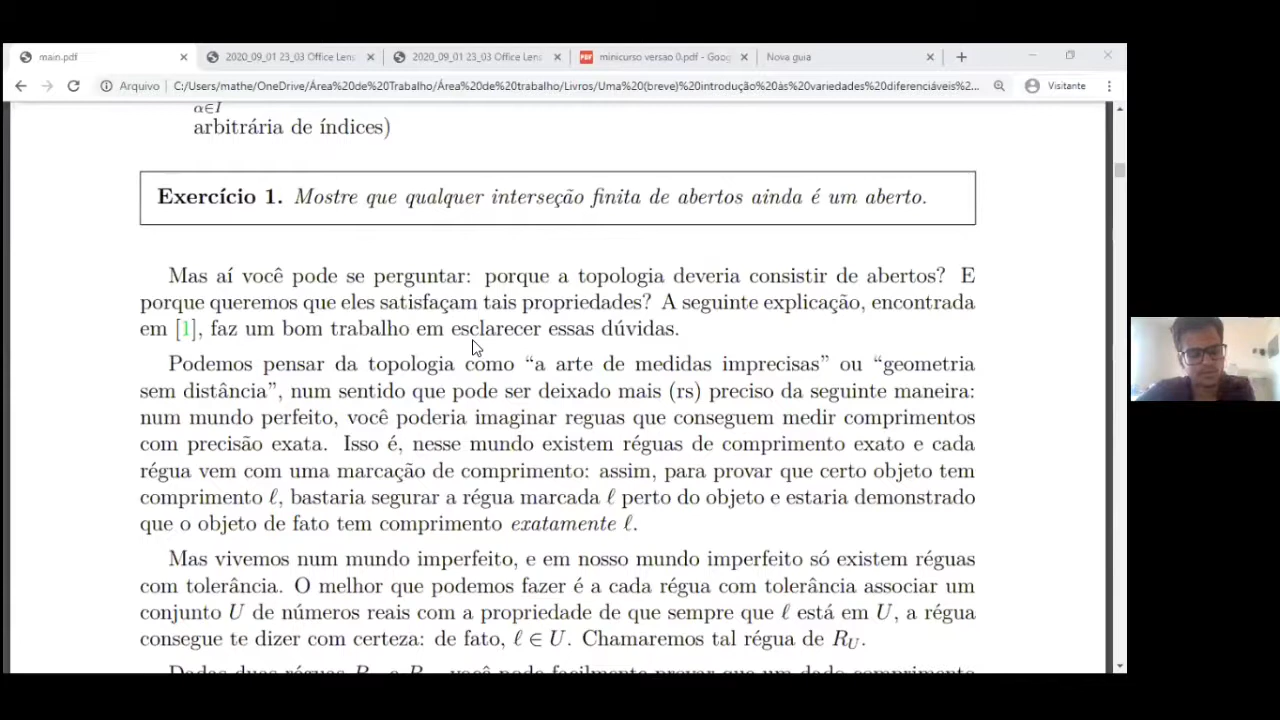 main.pdf
2020_09_01 23_03 Office Lens
2020_09_01 23_03 Office Lens
minicurso versao 0.pdf - Goog
Nova guia
Arquivo
C:/Users/mathe/OneDrive/Área%20de%20Trabalho/Área%20de%20trabalho/Livros/Uma%20(breve)%20introdução%20às%20variedades%20diferenciáveis%2...
Visitante
α∈I
arbitrária de índices)
Exercício 1. Mostre que qualquer interseção finita de abertos ainda é um aberto.
Mas aí você pode se perguntar: porque a topologia deveria consistir de abertos? E
porque queremos que eles satisfaçam tais propriedades? A seguinte explicação, encontrada
em [1], faz um bom trabalho em esclarecer essas dúvidas.
Podemos pensar da topologia como “a arte de medidas imprecisas” ou “geometria
sem distância”, num sentido que pode ser deixado mais (rs) preciso da seguinte maneira:
num mundo perfeito, você poderia imaginar reguas que conseguem medir comprimentos
com precisão exata. Isso é, nesse mundo existem réguas de comprimento exato e cada
régua vem com uma marcação de comprimento: assim, para provar que certo objeto tem
comprimento ℓ, bastaria segurar a régua marcada ℓ perto do objeto e estaria demonstrado
que o objeto de fato tem comprimento exatamente ℓ.
Mas vivemos num mundo imperfeito, e em nosso mundo imperfeito só existem réguas
com tolerância. O melhor que podemos fazer é a cada régua com tolerância associar um
conjunto U de números reais com a propriedade de que sempre que ℓ está em U, a régua
consegue te dizer com certeza: de fato, ℓ ∈ U. Chamaremos tal régua de R_U.
Dadas duas réguas R e R você pode facilmente provar que um dado comprimento